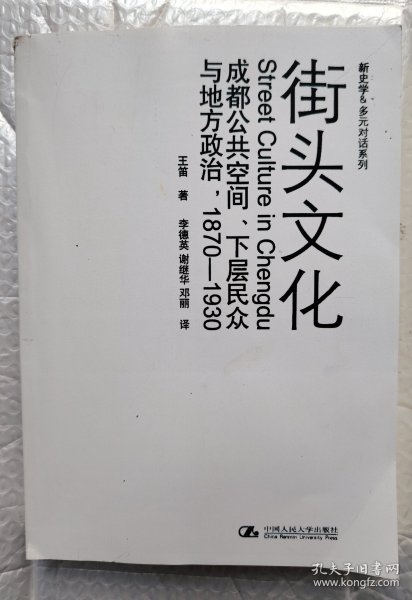 新史学&多元对话系列
街头文化
Street Culture in Chengdu
成都公共空间、下层民众
与地方政治，1870—1930
王笛 著
李德英 谢继华 邓丽 译
中国人民大学出版社
China Renmin University Press
孔夫子旧书网
www.kongfz.com